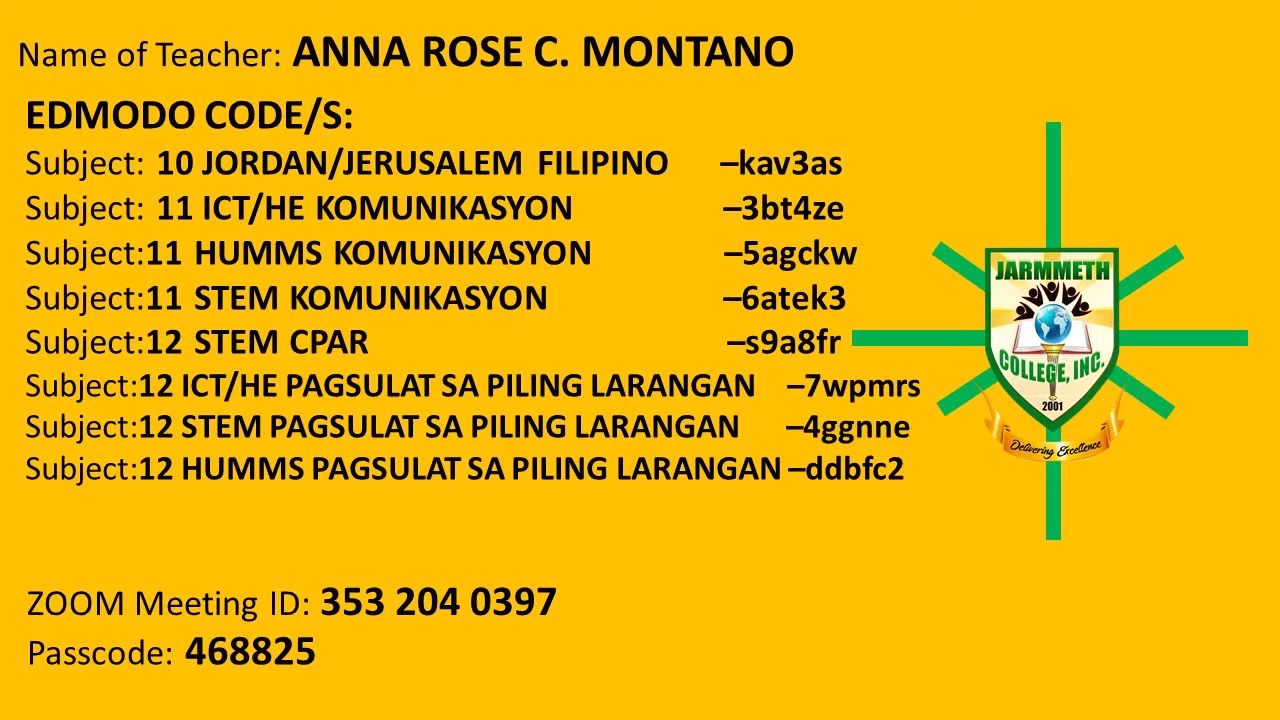 Name of Teacher: ANNA ROSE C. MONTANO
EDMODO CODE/S:
Subject: 10 JORDAN/JERUSALEM FILIPINO –kav3as
Subject: 11 ICT/HE KOMUNIKASYON –3bt4ze
Subject:11 HUMMS KOMUNIKASYON –5agckw
Subject:11 STEM KOMUNIKASYON –6atek3
Subject:12 STEM CPAR –s9a8fr
Subject:12 ICT/HE PAGSULAT SA PILING LARANGAN –7wpmrs
Subject:12 STEM PAGSULAT SA PILING LARANGAN –4ggnne
Subject:12 HUMMS PAGSULAT SA PILING LARANGAN –ddbfc2
JARMMETH
COLLEGE, INC.
2001
Delivering Excellence
ZOOM Meeting ID: 353 204 0397
Passcode: 468825